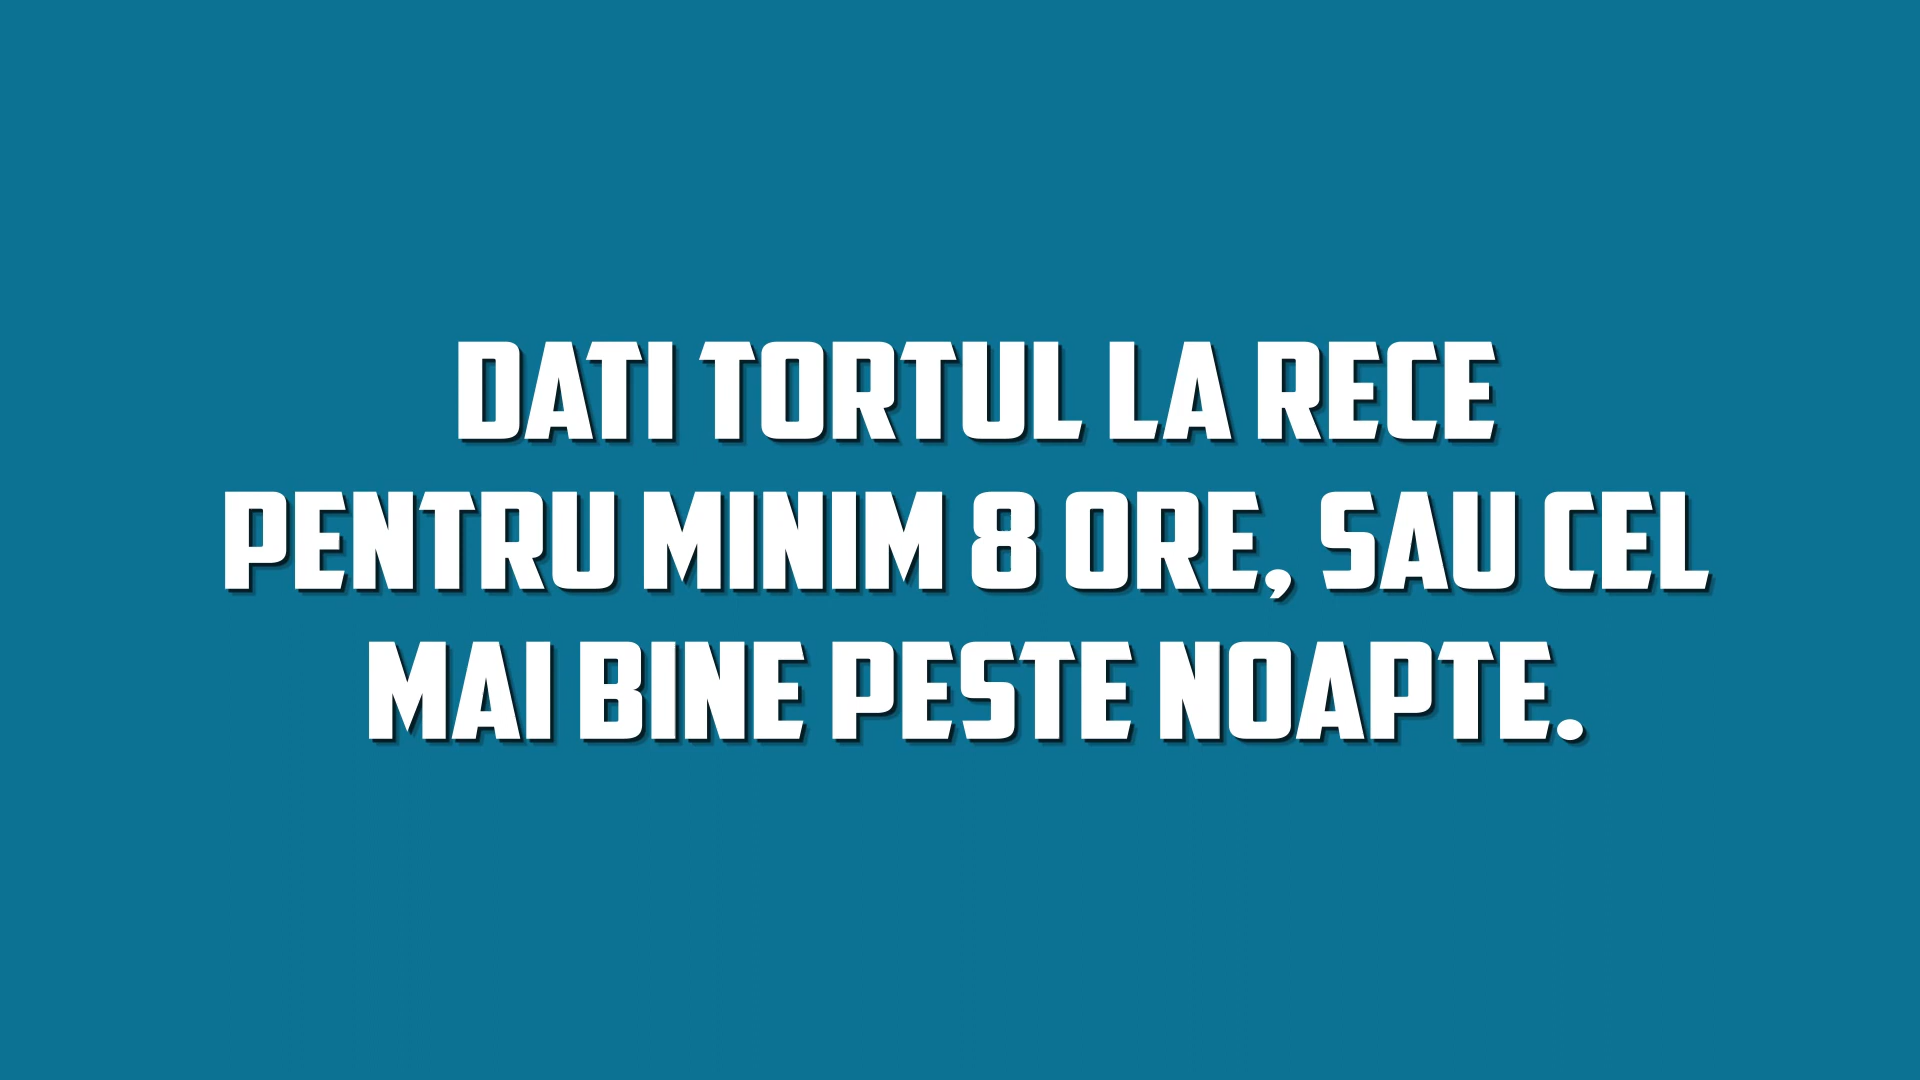 DATI TORTUL LA RECE
PENTRU MINIM 8 ORE, SAU CEL
MAI BINE PESTE NOAPTE.